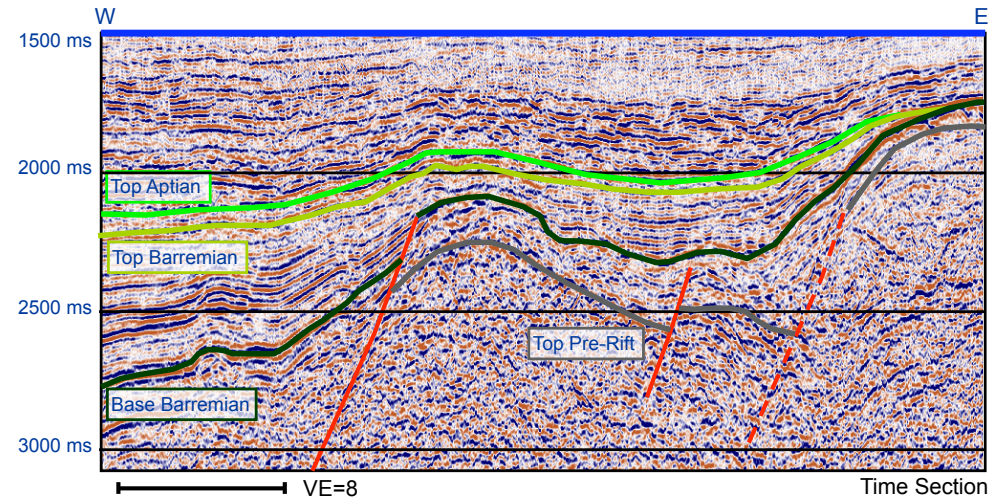 W E
1500 ms
2000 ms
Top Aptian
Top Barremian
2500 ms
Top Pre-Rift
Base Barremian
3000 ms
VE=8
Time Section